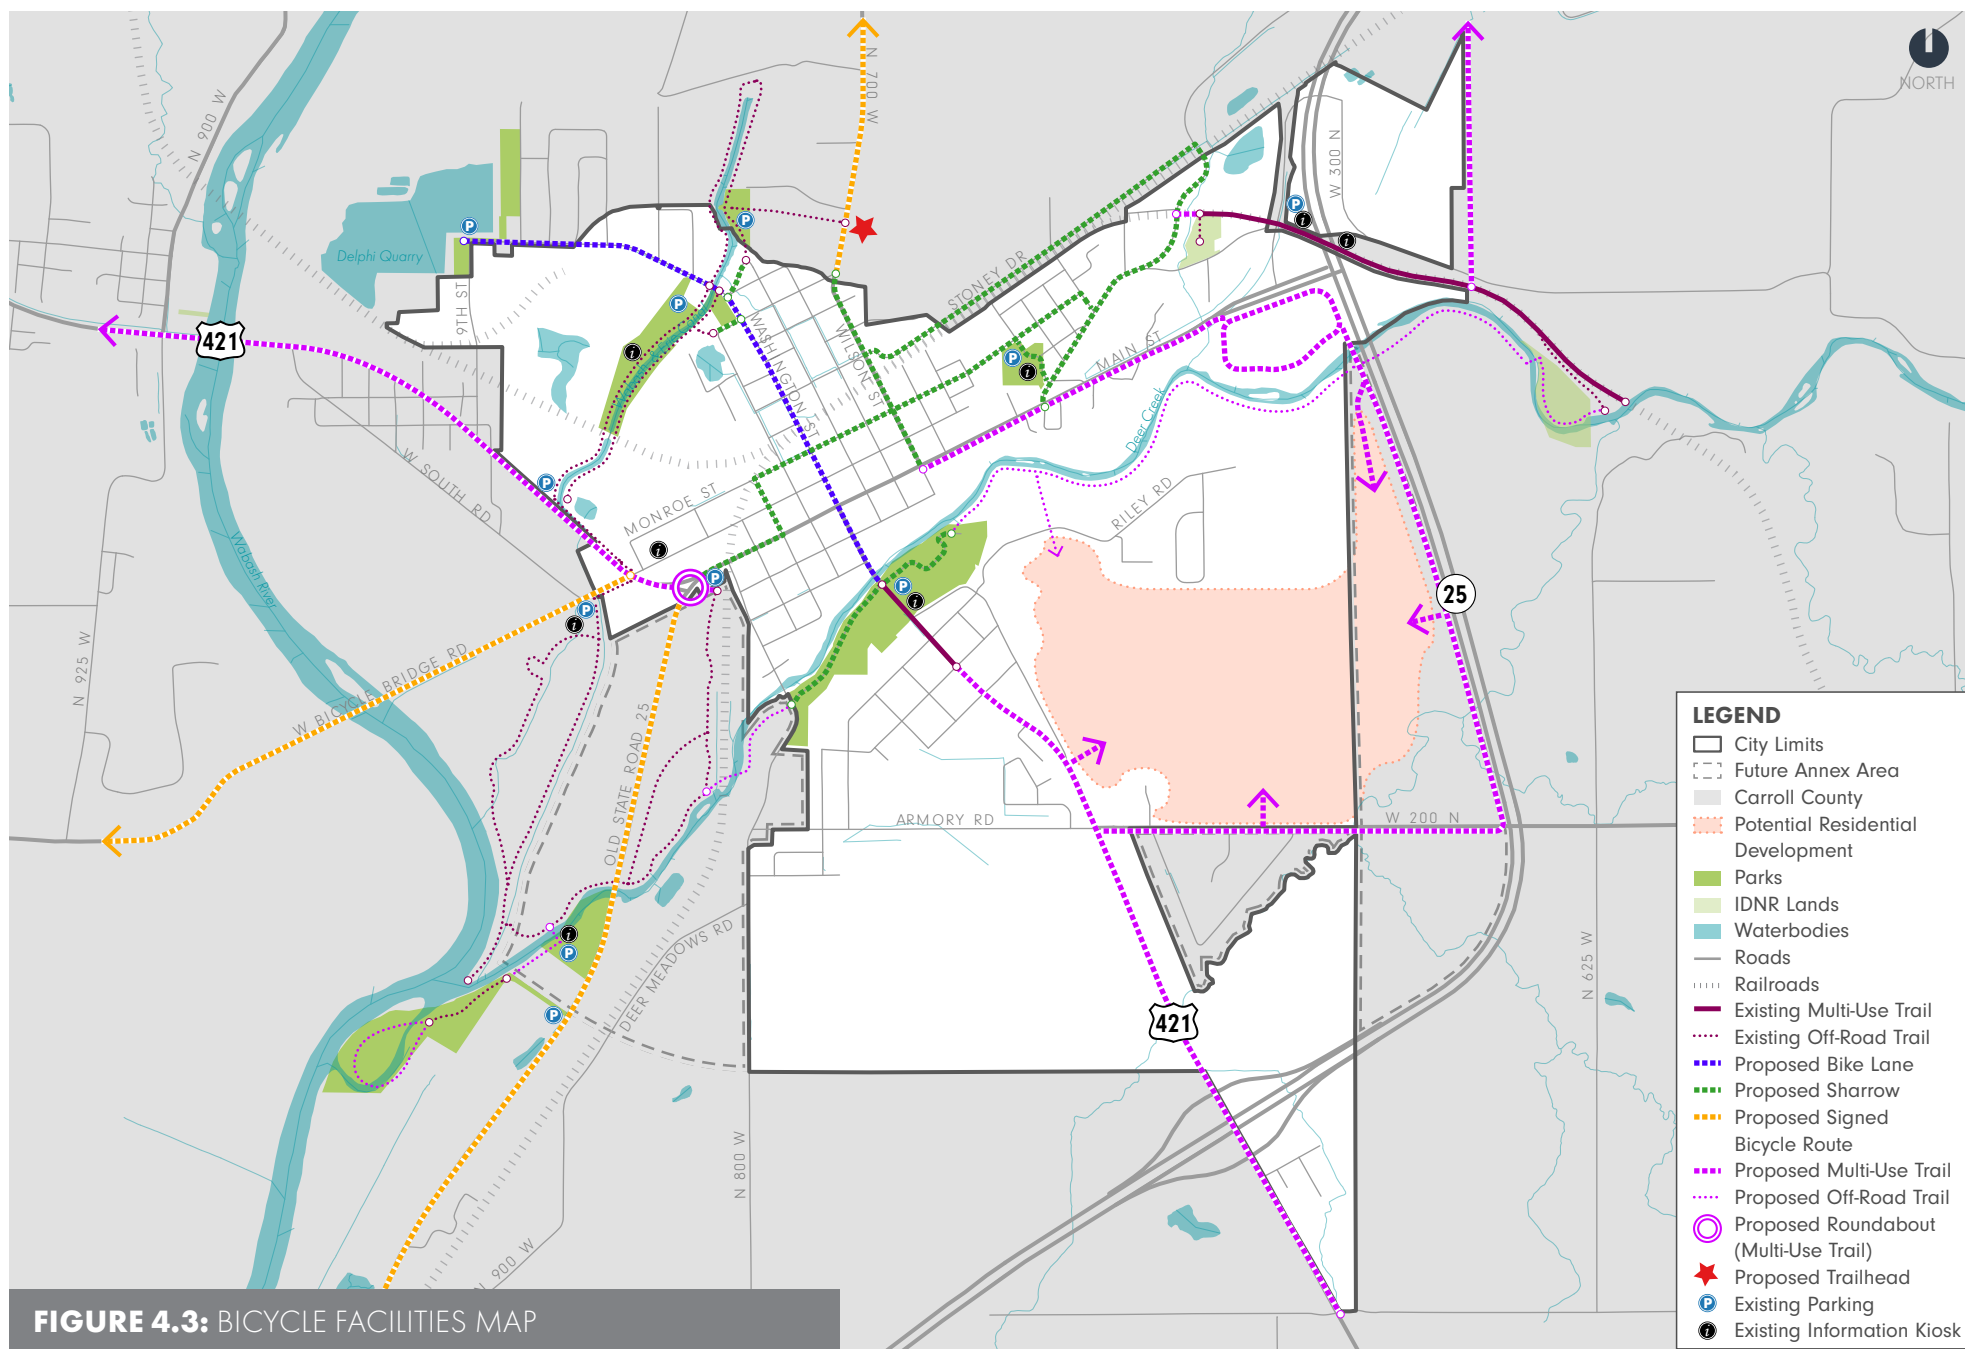 N 900 W
N 700 W
NORTH
W 300 N
Delphi Quarry
9TH ST
STONEY DR
421
WASHINGTON ST
WILSON ST
MAIN ST
Deer Creek
W SOUTH RD
MONROE ST
RILEY RD
Wabash River
25
N 925 W
W BICYCLE BRIDGE RD
OLD STATE ROAD 25
ARMORY RD
W 200 N
DEER MEADOWS RD
N 625 W
421
N 800 W
N 900 W
LEGEND
City Limits
Future Annex Area
Carroll County
Potential Residential
Development
Parks
IDNR Lands
Waterbodies
Roads
Railroads
Existing Multi-Use Trail
Existing Off-Road Trail
Proposed Bike Lane
Proposed Sharrow
Proposed Signed
Bicycle Route
Proposed Multi-Use Trail
Proposed Off-Road Trail
Proposed Roundabout
(Multi-Use Trail)
Proposed Trailhead
P Existing Parking
i Existing Information Kiosk
FIGURE 4.3: BICYCLE FACILITIES MAP